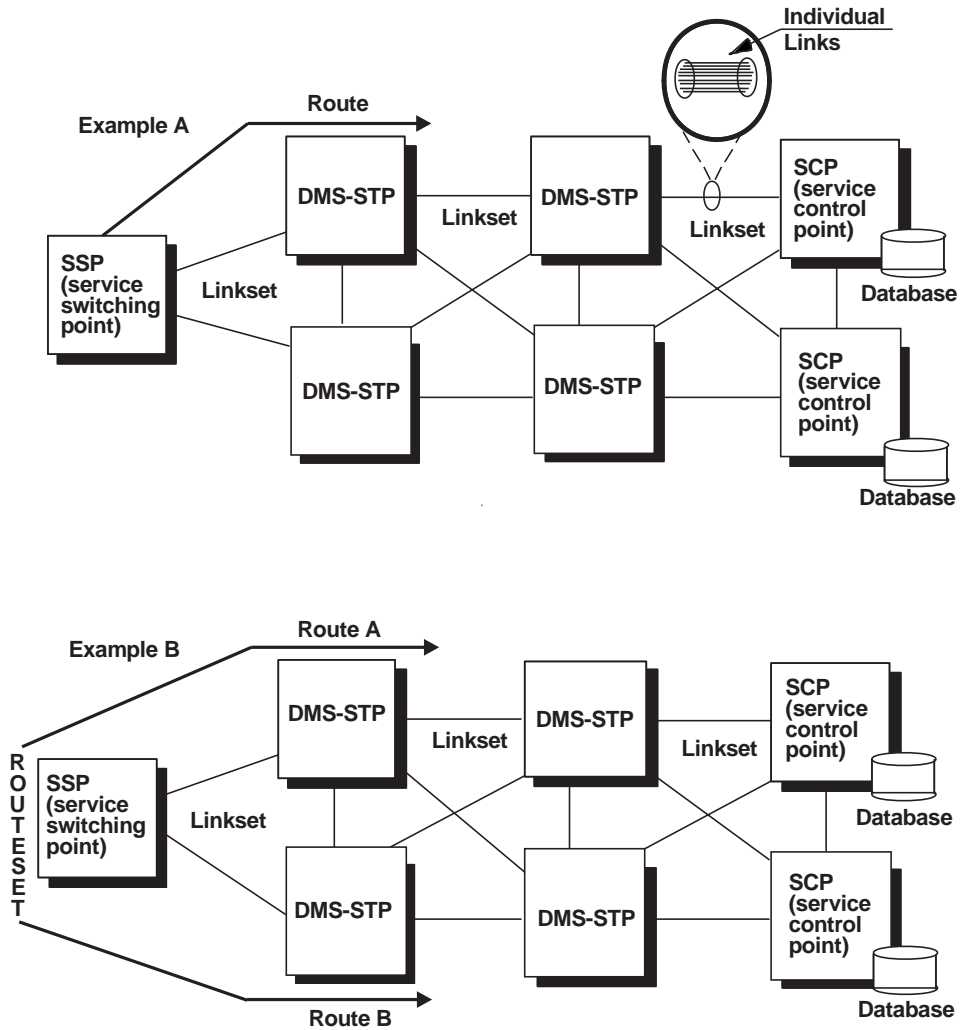 Individual
Links
Route
Example A
DMS-STP
Linkset
DMS-STP
Linkset
SCP
(service
control
point)
Database
SSP
(service
switching
point)
Linkset
DMS-STP
DMS-STP
SCP
(service
control
point)
Database
Example B
Route A
DMS-STP
Linkset
DMS-STP
Linkset
SCP
(service
control
point)
Database
ROUTESET
SSP
(service
switching
point)
Linkset
DMS-STP
DMS-STP
SCP
(service
control
point)
Database
Route B